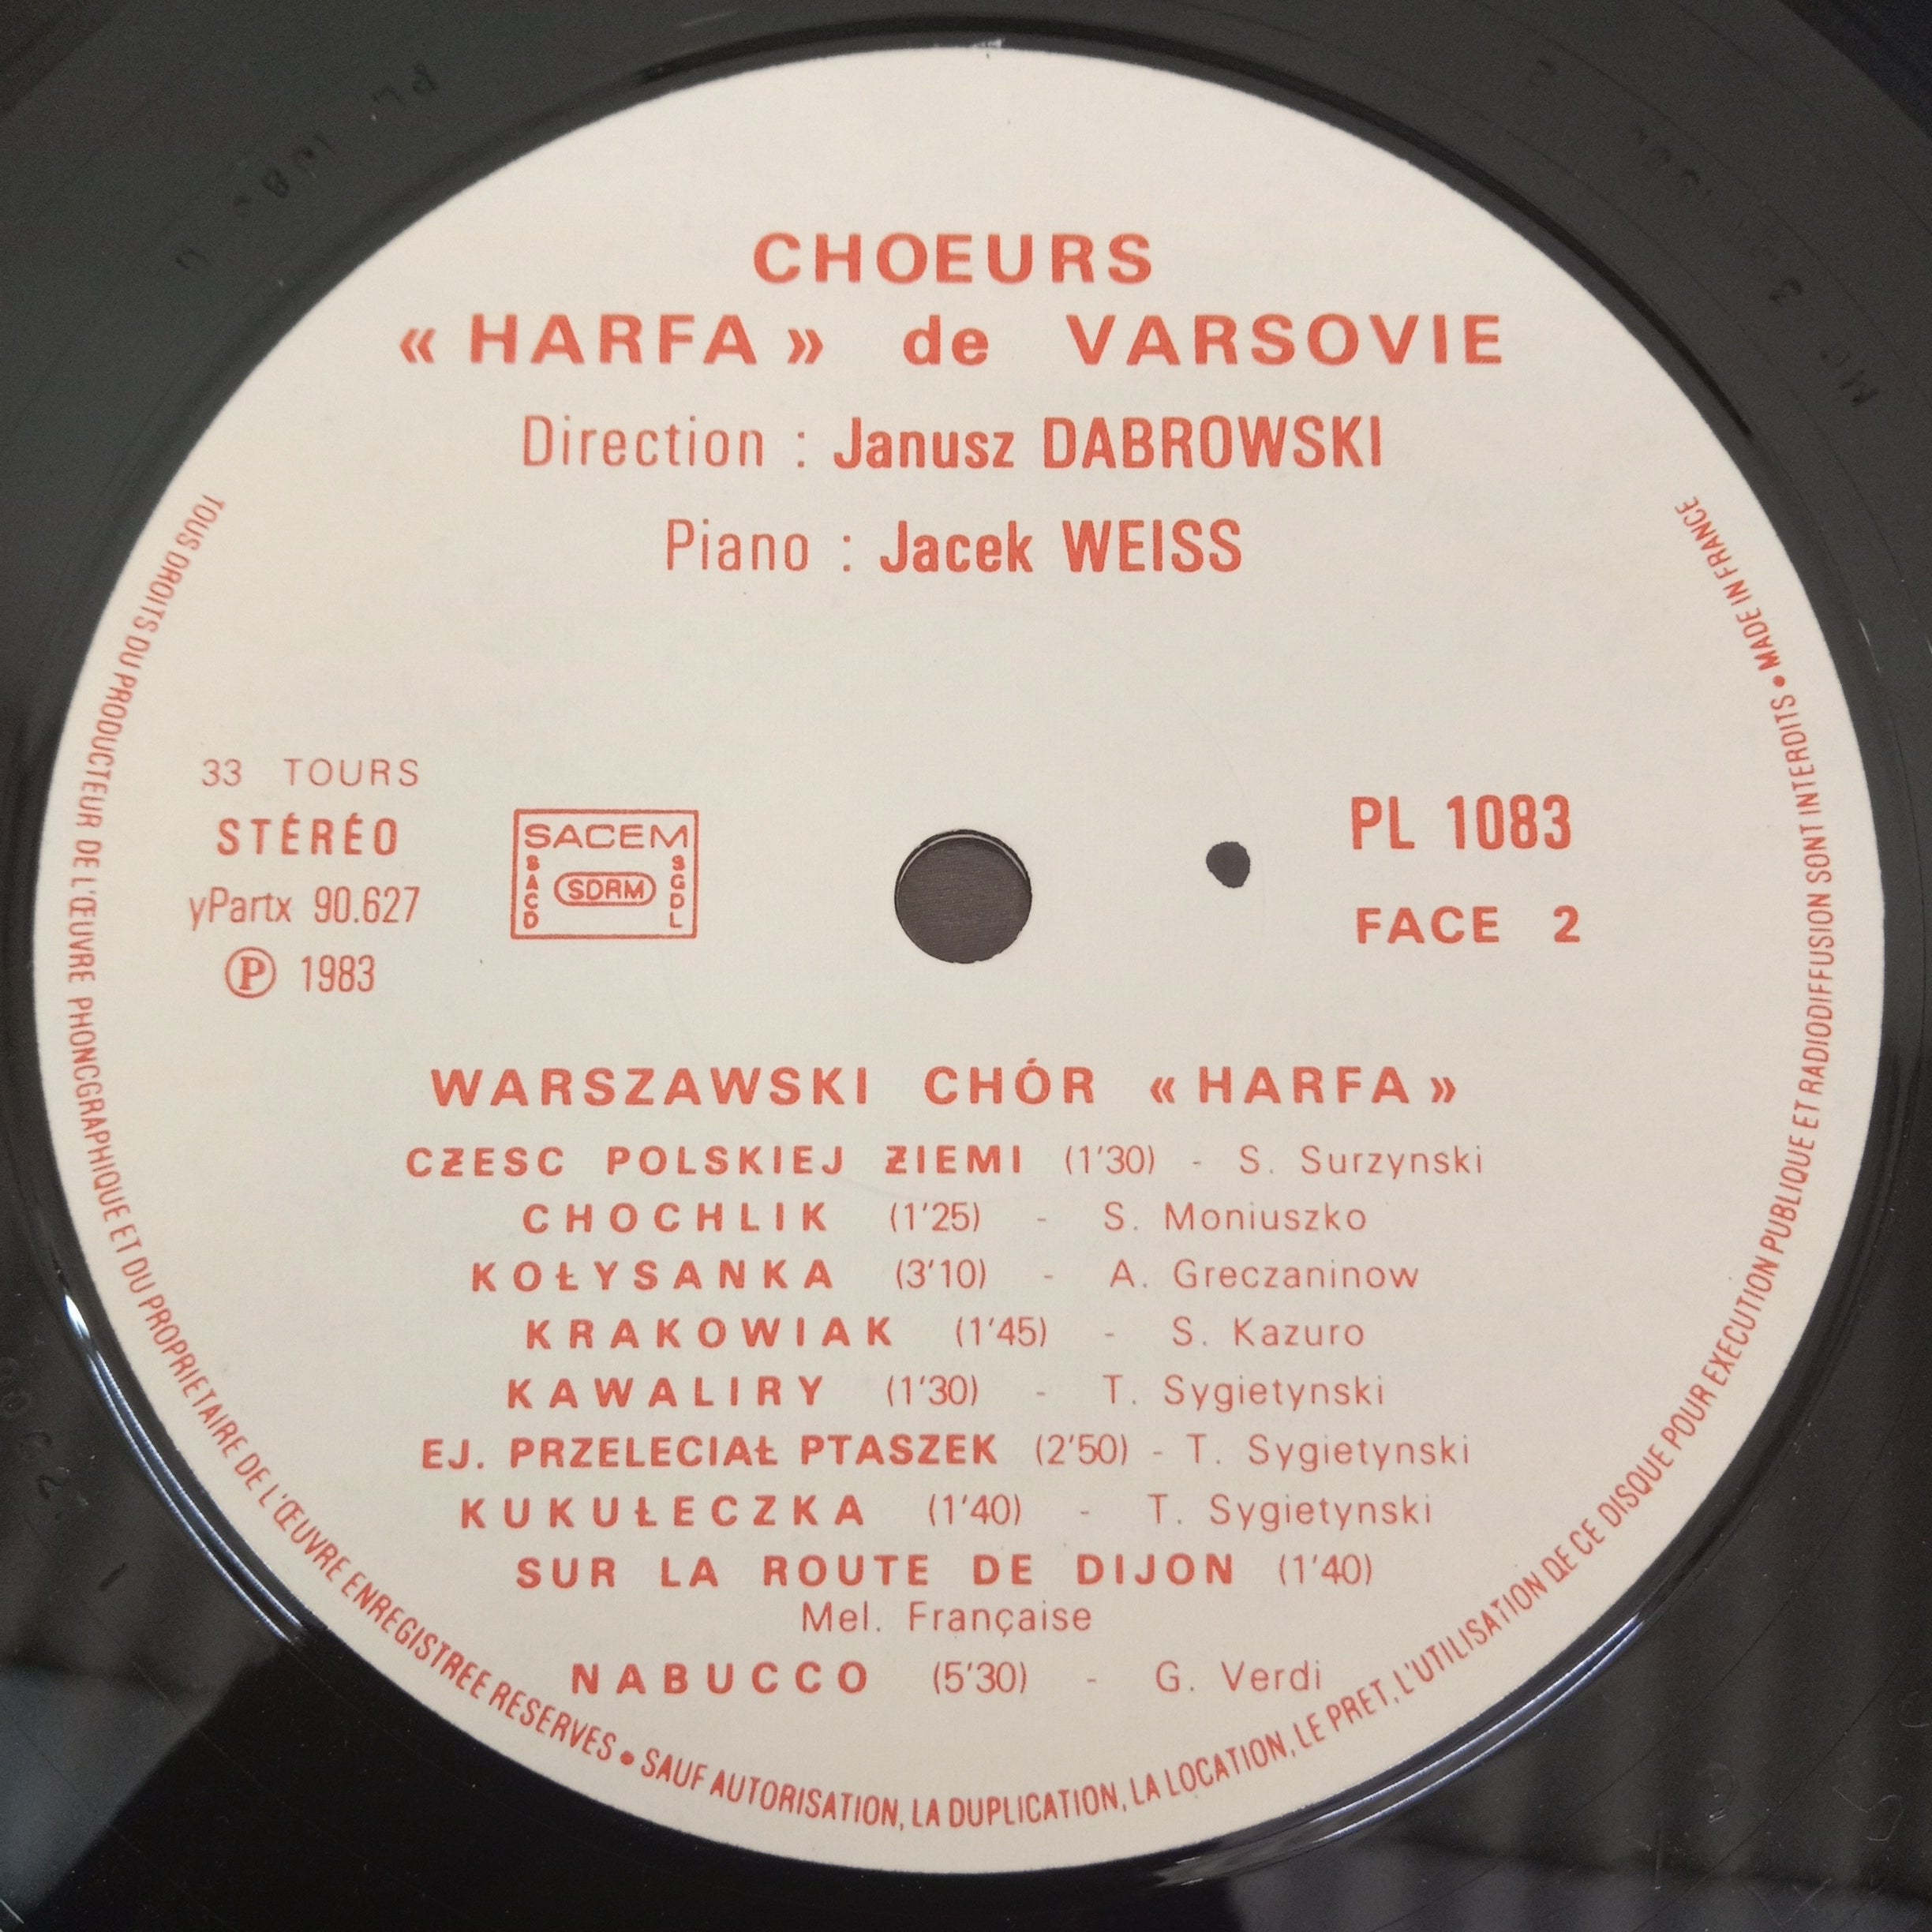 CHOEURS
« HARFA » de VARSOVIE
Direction : Janusz DABROWSKI
Piano : Jacek WEISS
33 TOURS
STÉRÉO
yPartx 90.627
Ⓟ 1983
SACEM
SACD
SDRM
SGDL
PL 1083
FACE 2
WARSZAWSKI CHÓR « HARFA »
CƵESC POLSKIEJ ƵIEMI (1'30) - S. Surzynski
CHOCHLIK (1'25) - S. Moniuszko
KOŁYSANKA (3'10) - A. Greczaninow
KRAKOWIAK (1'45) - S. Kazuro
KAWALIRY (1'30) - T. Sygietynski
EJ. PRZELECIAŁ PTASZEK (2'50) - T. Sygietynski
KUKUŁECZKA (1'40) - T. Sygietynski
SUR LA ROUTE DE DIJON (1'40)
Mel. Française
NABUCCO (5'30) - G. Verdi
TOUS DROITS DU PRODUCTEUR DE L'ŒUVRE PHONCGRAPHIQUE ET DU PROPRIETAIRE DE L'ŒUVRE ENREGISTREE RESERVES • SAUF AUTORISATION, LA DUPLICATION, LA LOCATION, LE PRET, L'UTILISATION DE CE DISQUE POUR EXECUTION PUBLIQUE ET RADIODIFFUSION SONT INTERDITS • MADE IN FRANCE